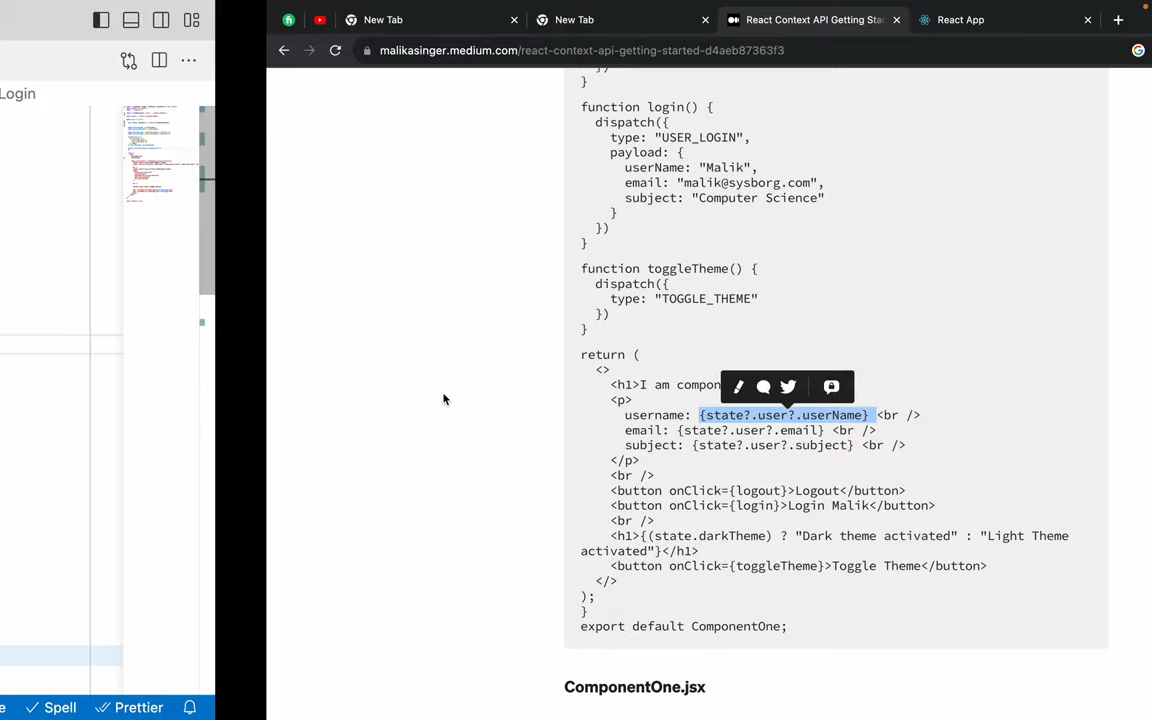 New Tab
New Tab
React Context API Getting Star
React App
malikasinger.medium.com/react-context-api-getting-started-d4aeb87363f3
Login
})
}
function login() {
dispatch({
type: "USER_LOGIN",
payload: {
userName: "Malik",
email: "malik@sysborg.com",
subject: "Computer Science"
}
})
}
function toggleTheme() {
dispatch({
type: "TOGGLE_THEME"
})
}
return (
<>
<h1>I am compon
<p>
username: {state?.user?.userName} <br />
email: {state?.user?.email} <br />
subject: {state?.user?.subject} <br />
</p>
<br />
<button onClick={logout}>Logout</button>
<button onClick={login}>Login Malik</button>
<br />
<h1>{(state.darkTheme) ? "Dark theme activated" : "Light Theme
activated"}</h1>
<button onClick={toggleTheme}>Toggle Theme</button>
</>
);
}
export default ComponentOne;
ComponentOne.jsx
Spell
Prettier